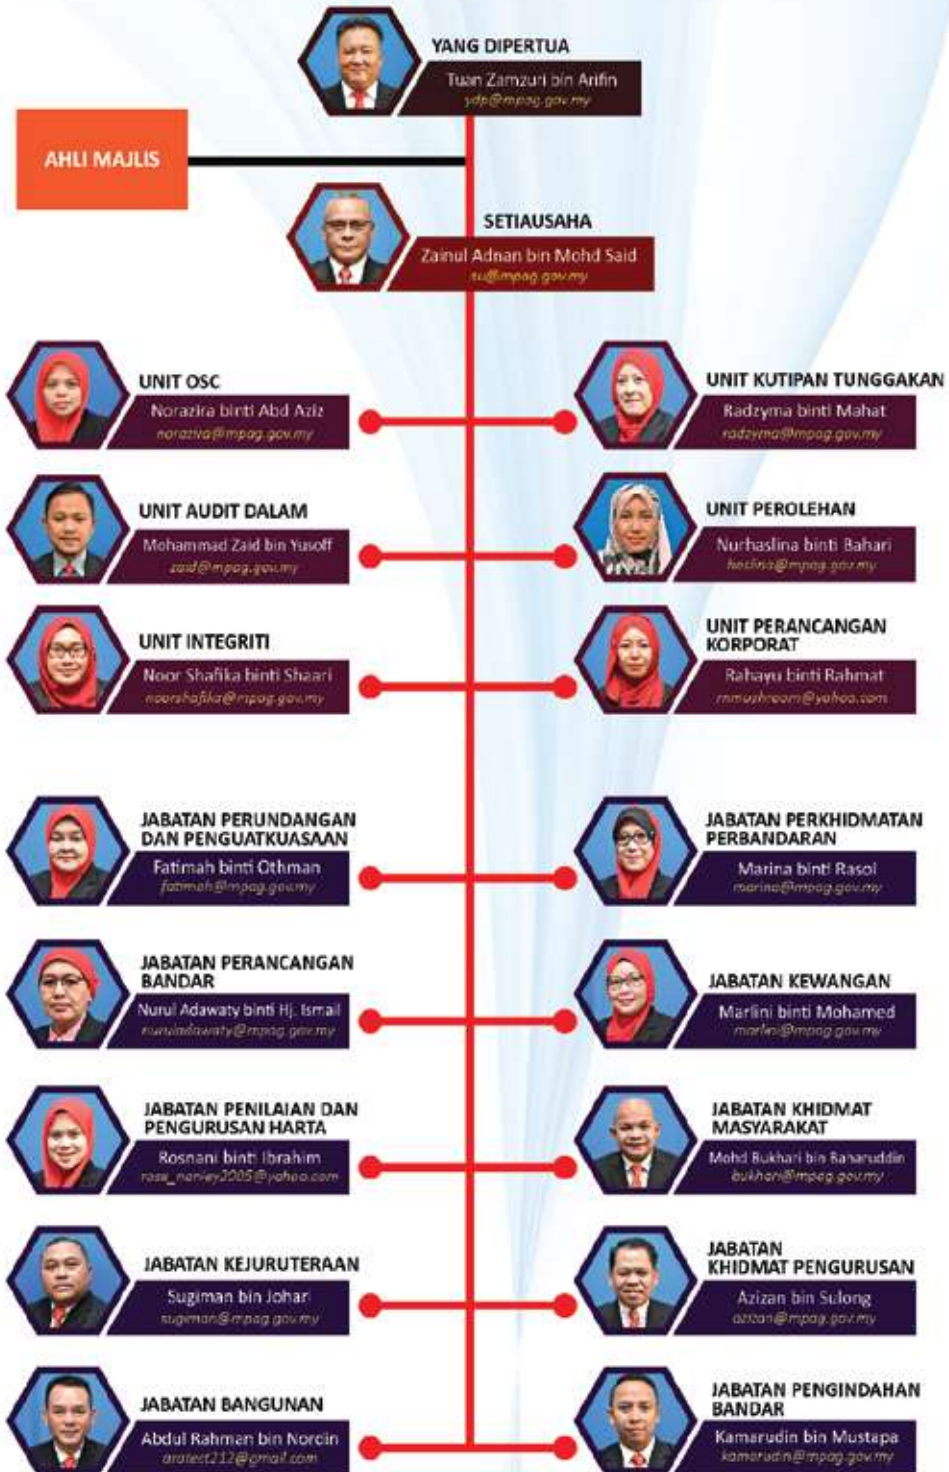 YANG DIPERTUA
Tuan Zamzuri bin Arifin
ydp@mpag.gov.my
AHLI MAJLIS
SETIAUSAHA
Zainul Adnan bin Mohd Said
su@mpag.gov.my
UNIT OSC
Norazira binti Abd Aziz
UNIT KUTIPAN TUNGGAKAN
Radzyma binti Mahat
radzyma@mpag.gov.my
UNIT AUDIT DALAM
Mohammad Zaid bin Yusoff
zaid@mpag.gov.my
UNIT PEROLEHAN
Nurhaslina binti Bahari
haslina@mpag.gov.my
UNIT INTEGRITI
Noor Shafika binti Shaari
noorshafika@mpag.gov.my
UNIT PERANCANGAN
KORPORAT
Rahayu binti Rahmat
rmmushroom@yahoo.com
JABATAN PERUNDANGAN
DAN PENGUATKUASAAN
Fatimah binti Othman
fatimah@mpag.gov.my
JABATAN PERKHIDMATAN
PERBANDARAN
Marina binti Rasol
marina@mpag.gov.my
JABATAN PERANCANGAN
BANDAR
Nurul Adawaty binti Hj. Ismail
nuruladawaty@mpag.gov.my
JABATAN KEWANGAN
Marlini binti Mohamed
marlini@mpag.gov.my
JABATAN PENILAIAN DAN
PENGURUSAN HARTA
Rosnani binti Ibrahim
JABATAN KHIDMAT
MASYARAKAT
Mohd Bukhari bin Baharuddin
bukhari@mpag.gov.my
JABATAN KEJURUTERAAN
Sugiman bin Johari
sugiman@mpag.gov.my
JABATAN
KHIDMAT PENGURUSAN
Azizan bin Sulong
azizan@mpag.gov.my
JABATAN BANGUNAN
Abdul Rahman bin Nordin
aratect212@gmail.com
JABATAN PENGINDAHAN
BANDAR
Kamarudin bin Mustapa
kamarudin@mpag.gov.my